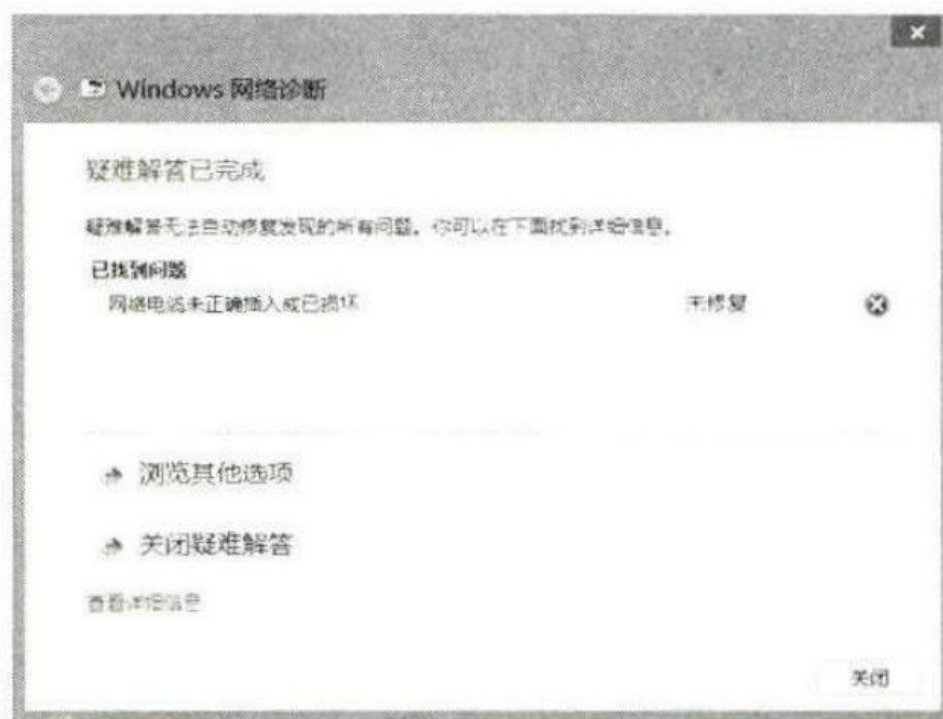 Windows 网络诊断
疑难解答已完成
疑难解答无法自动修复发现的所有问题。你可以在下面找到详细信息。
已找到问题
网络电缆未正确插入或已损坏 未修复
浏览其他选项
关闭疑难解答
查看详细信息
关闭